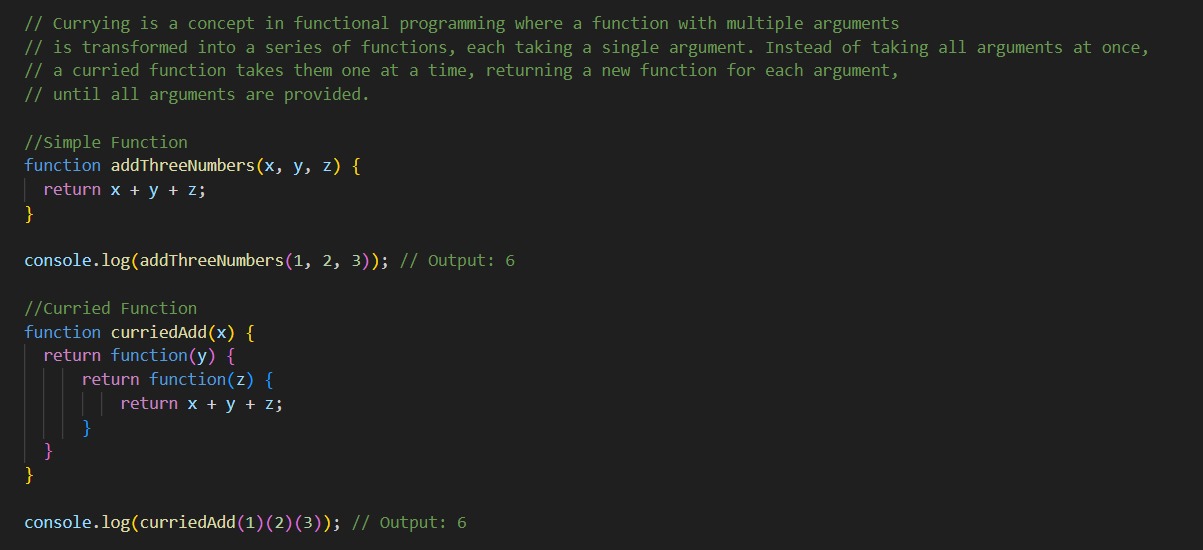 // Currying is a concept in functional programming where a function with multiple arguments
// is transformed into a series of functions, each taking a single argument. Instead of taking all arguments at once,
// a curried function takes them one at a time, returning a new function for each argument,
// until all arguments are provided.

//Simple Function
function addThreeNumbers(x, y, z) {
  return x + y + z;
}

console.log(addThreeNumbers(1, 2, 3)); // Output: 6

//Curried Function
function curriedAdd(x) {
  return function(y) {
      return function(z) {
          return x + y + z;
      }
  }
}

console.log(curriedAdd(1)(2)(3)); // Output: 6